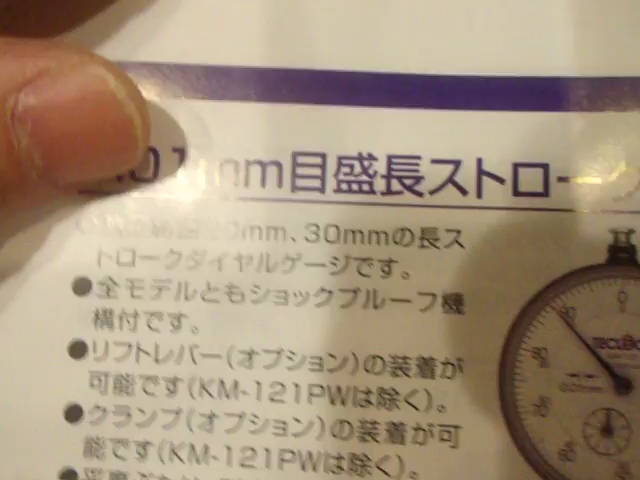 mm目盛長ストロー
mm、30mmの長ス
トロークダイヤルゲージです。
●全モデルともショックプルーフ機
構付です。
●リフトレバー(オプション)の装着が
可能です(KM-121PWは除く)。
●クランプ(オプション)の装着が可
能です(KM-121PWは除く)。
0
90
80
70